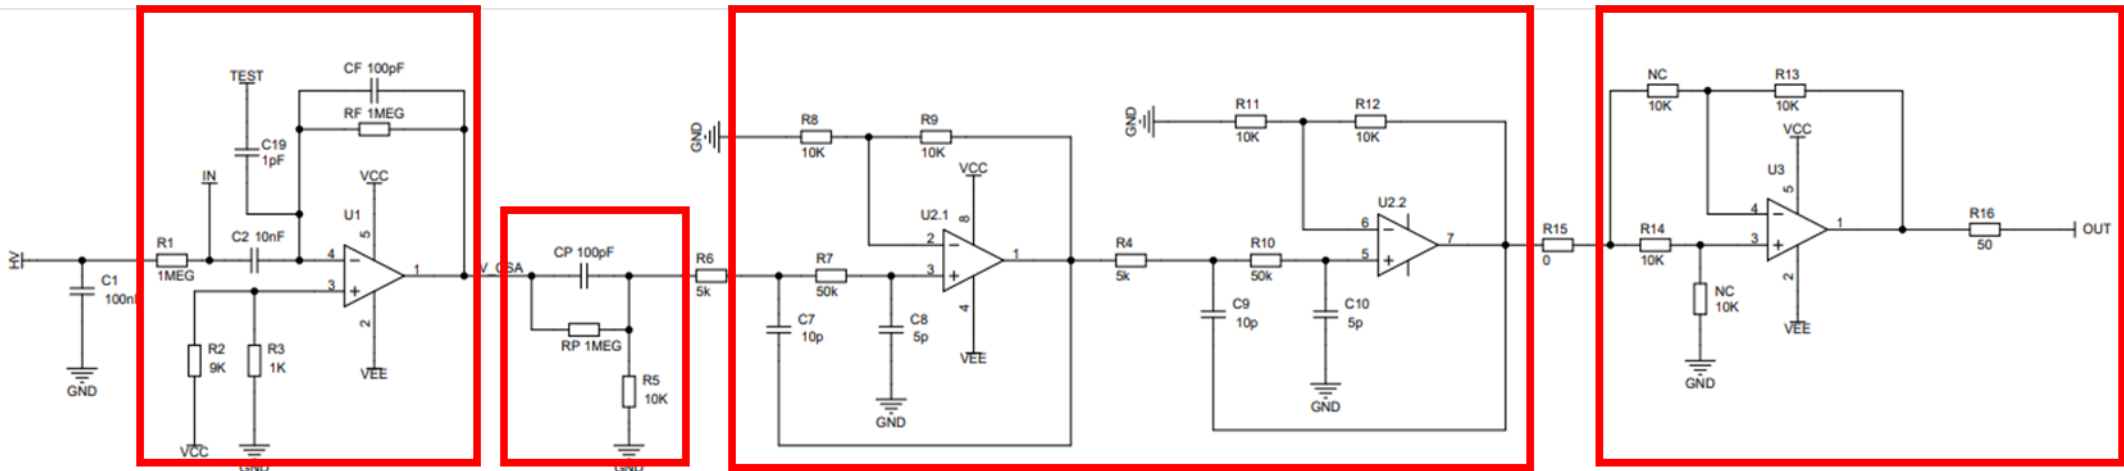 HV
C1
100n
GND
R1
1MEG
IN
TEST
C19
1pF
C2 10nF
CF 100pF
RF 1MEG
VCC
U1
5
4
3
1
2
VEE
R2
9K
R3
1K
VCC
GND
V_CSA
CP 100pF
RP 1MEG
R5
10K
GND
R6
5k
GND
R8
10K
R9
10K
R7
50k
C7
10p
C8
5p
GND
VCC
U2.1
8
2
3
1
4
VEE
R4
5k
GND
R11
10K
R12
10K
R10
50k
C9
10p
C10
5p
GND
U2.2
6
5
7
R15
0
NC
10K
R13
10K
R14
10K
NC
10K
GND
VCC
U3
5
4
3
1
2
VEE
R16
50
OUT